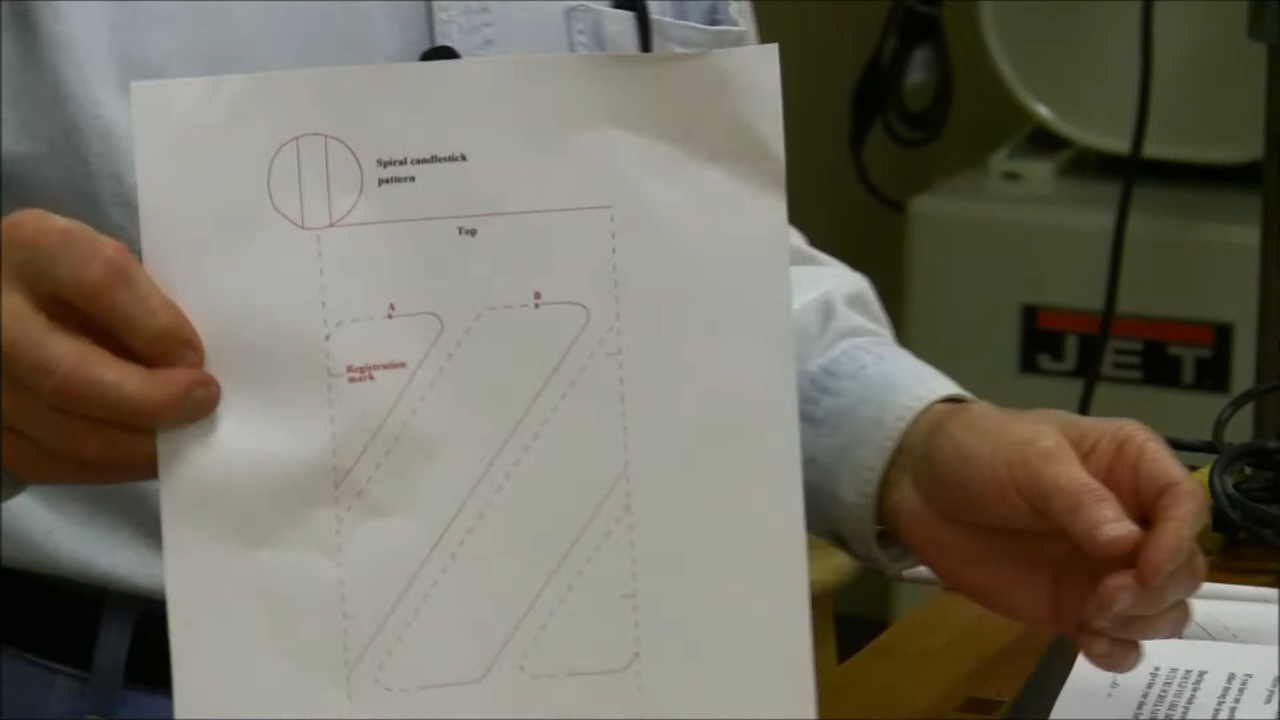 Spiral candlestick
pattern
Top
A
B
Registration
mark
JET